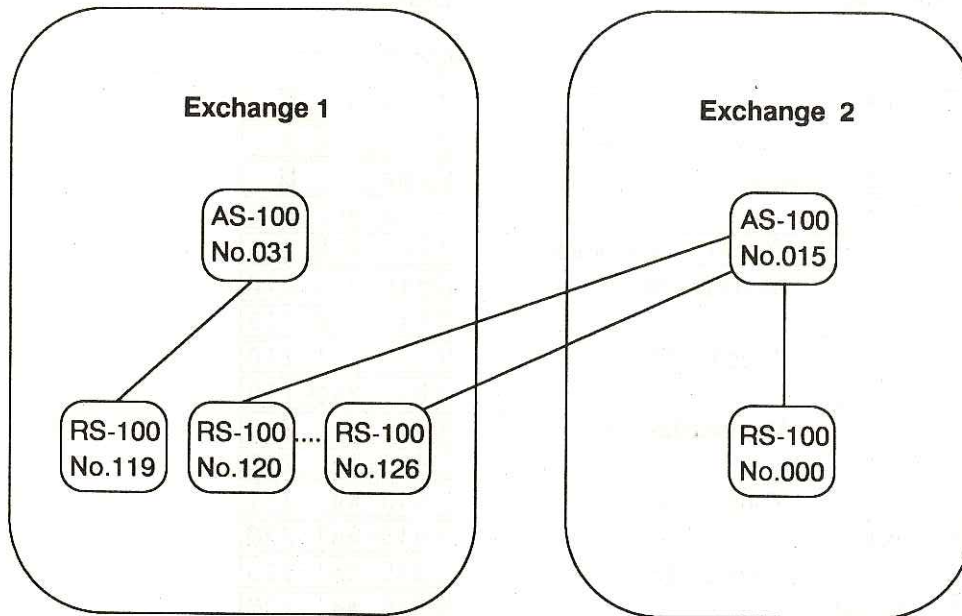 Exchange 1
AS-100
No.031
RS-100
No.119
RS-100
No.120
....
RS-100
No.126
Exchange 2
AS-100
No.015
RS-100
No.000